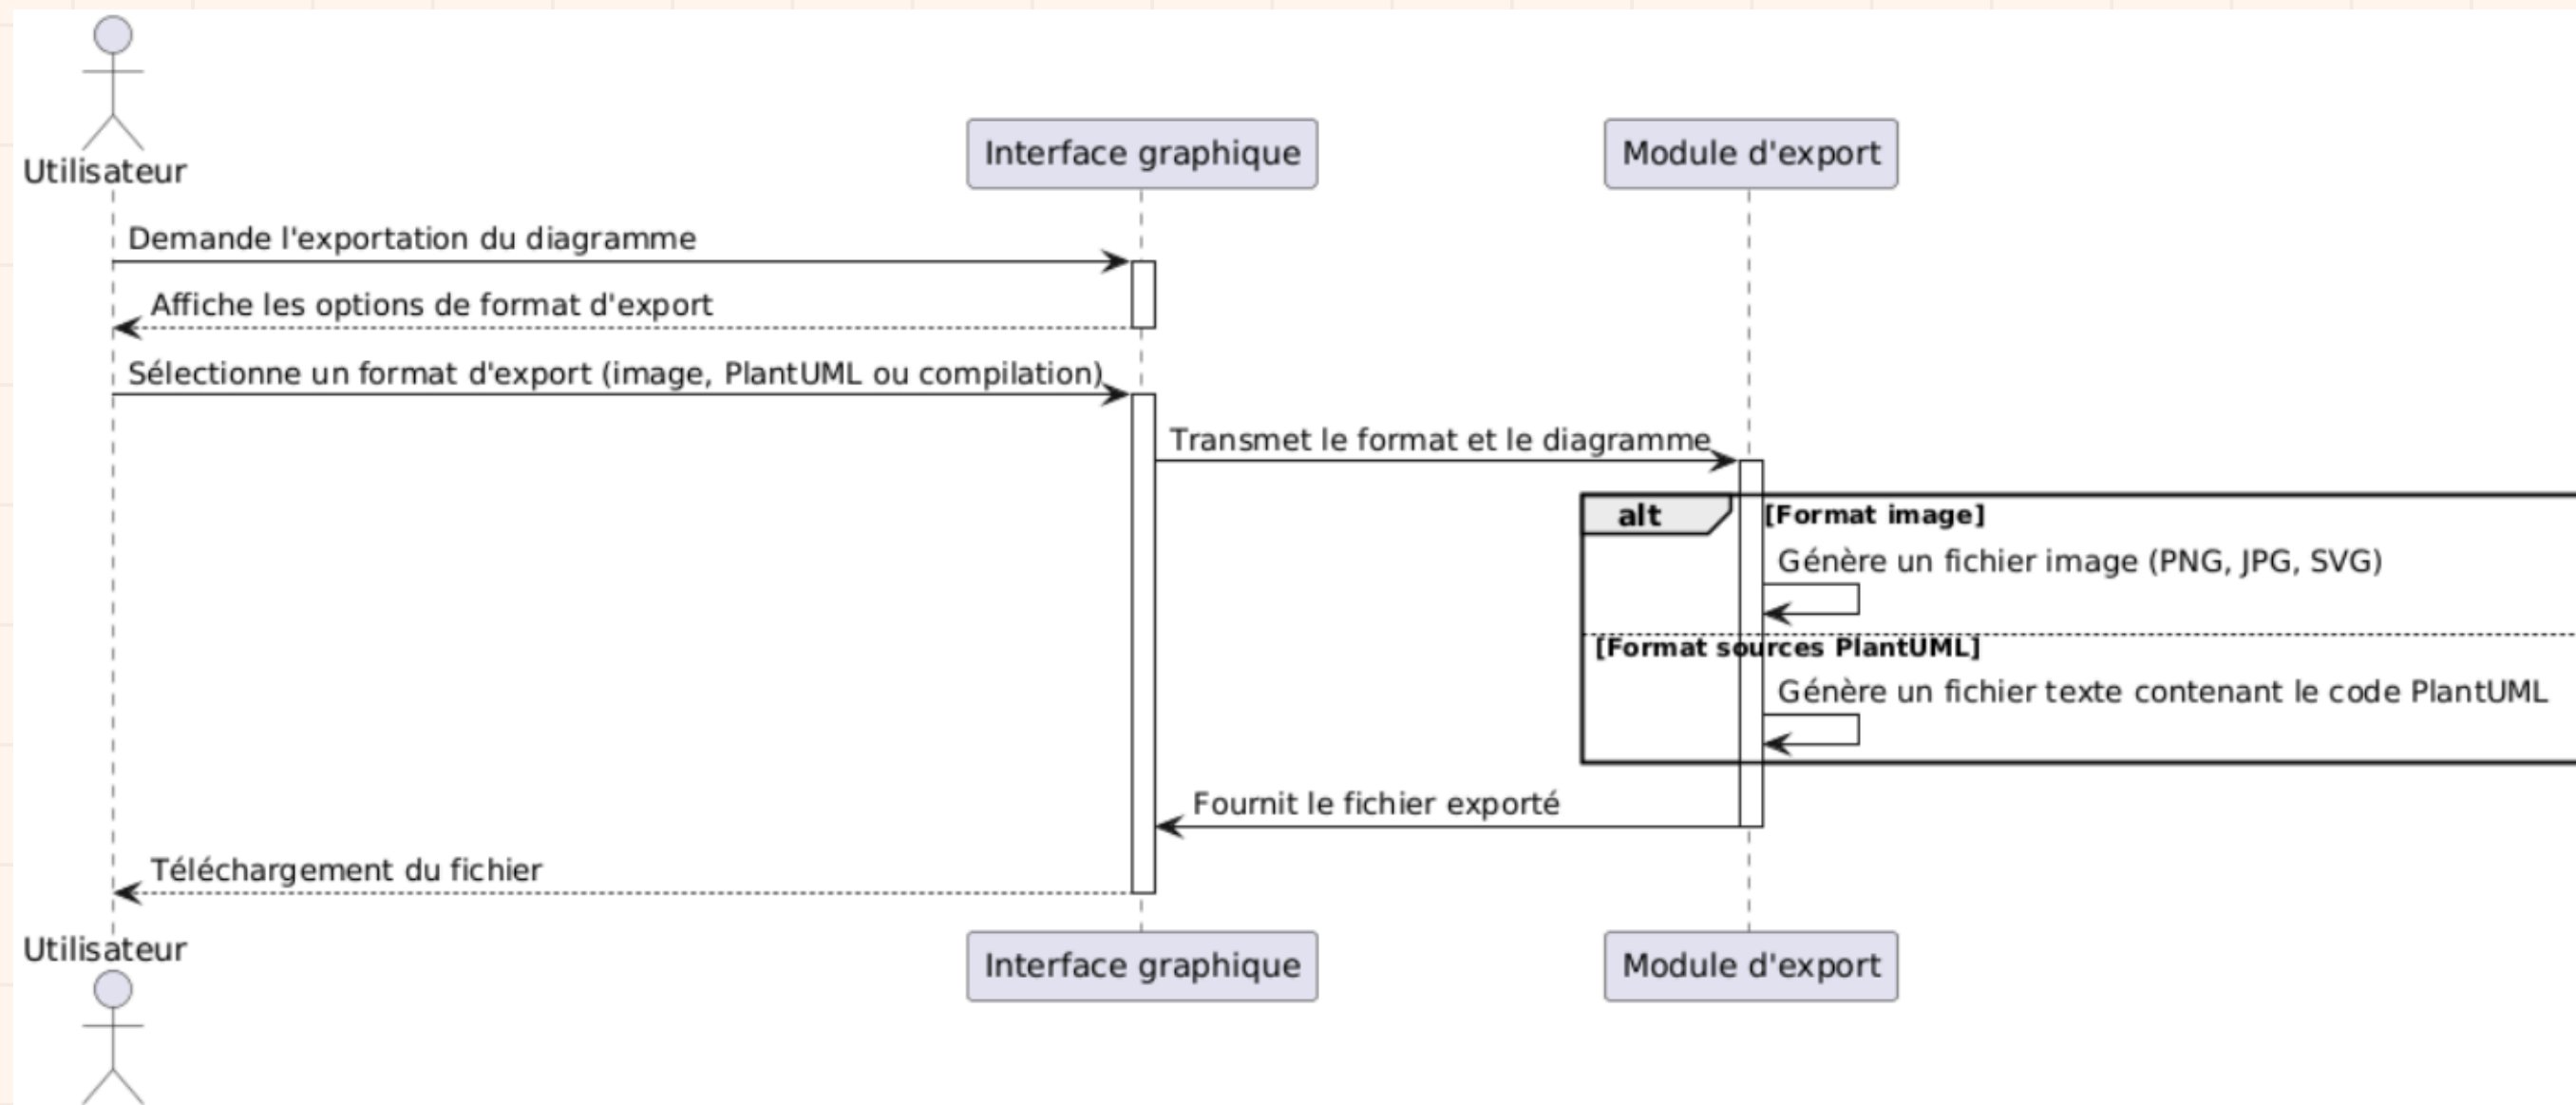 Utilisateur
Interface graphique
Module d'export
Demande l'exportation du diagramme
Affiche les options de format d'export
Sélectionne un format d'export (image, PlantUML ou compilation)
Transmet le format et le diagramme
alt
[Format image]
Génère un fichier image (PNG, JPG, SVG)
[Format sources PlantUML]
Génère un fichier texte contenant le code PlantUML
Fournit le fichier exporté
Téléchargement du fichier
Utilisateur
Interface graphique
Module d'export